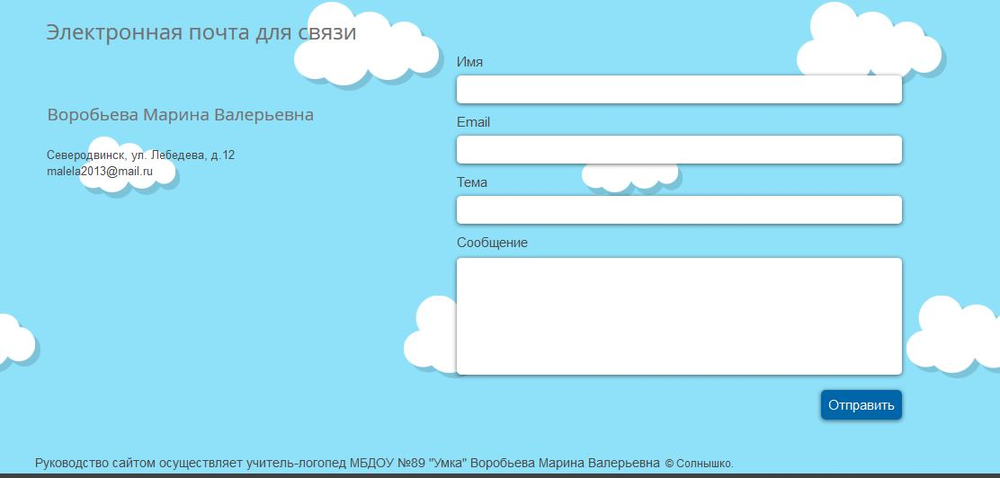 Электронная почта для связи
Воробьева Марина Валерьевна
Северодвинск, ул. Лебедева, д.12
malela2013@mail.ru
Имя
Email
Тема
Сообщение
Отправить
Руководство сайтом осуществляет учитель-логопед МБДОУ №89 "Умка" Воробьева Марина Валерьевна © Солнышко.